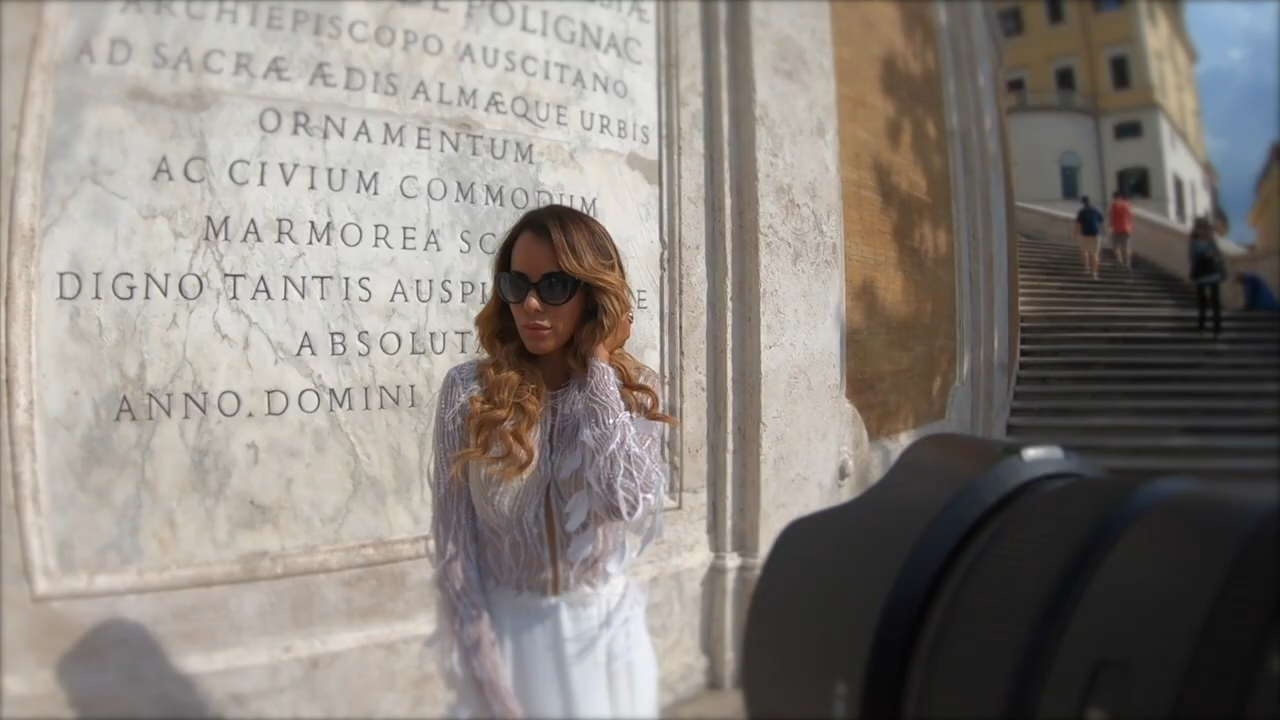 POLIGNAC
ARCHIEPISCOPO AUSCITANO
AD SACRÆ ÆDIS ALMÆQUE URBIS
ORNAMENTUM
AC CIVIUM COMMODUM
MARMOREA SC
DIGNO TANTIS AUSPI E
ABSOLUT
ANNO DOMINI